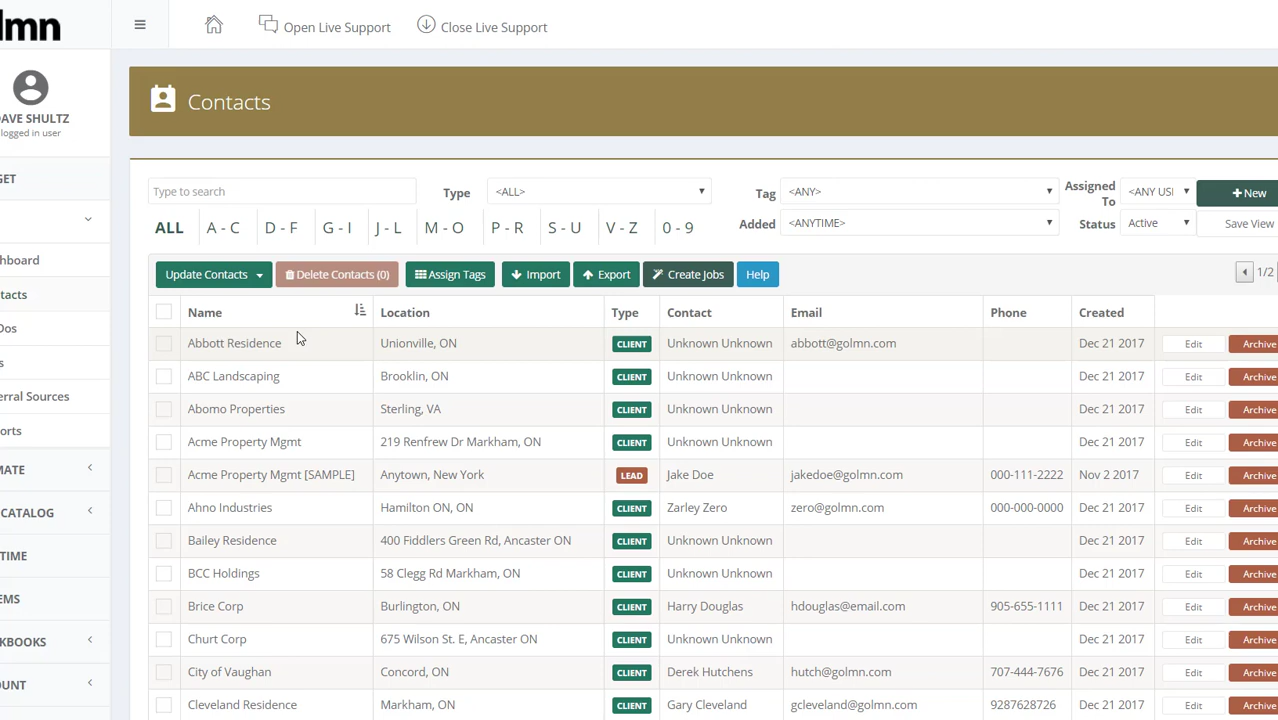 lmn
Open Live Support
Close Live Support
AVE SHULTZ
logged in user
GET
hboard
tacts
Dos
s
erral Sources
orts
MATE
CATALOG
TIME
EMS
KBOOKS
OUNT
Contacts
Type to search
Type <ALL>
Tag <ANY>
Assigned To <ANY USI
+ New
ALL A - C D - F G - I J - L M - O P - R S - U V - Z 0 - 9
Added <ANYTIME>
Status Active
Save View
Update Contacts Delete Contacts (0) Assign Tags Import Export Create Jobs Help 1/2
Name Location Type Contact Email Phone Created
Abbott Residence Unionville, ON CLIENT Unknown Unknown abbott@golmn.com Dec 21 2017 Edit Archive
ABC Landscaping Brooklin, ON CLIENT Unknown Unknown Dec 21 2017 Edit Archive
Abomo Properties Sterling, VA CLIENT Unknown Unknown Dec 21 2017 Edit Archive
Acme Property Mgmt 219 Renfrew Dr Markham, ON CLIENT Unknown Unknown Dec 21 2017 Edit Archive
Acme Property Mgmt [SAMPLE] Anytown, New York LEAD Jake Doe jakedoe@golmn.com 000-111-2222 Nov 2 2017 Edit Archive
Ahno Industries Hamilton ON, ON CLIENT Zarley Zero zero@golmn.com 000-000-0000 Dec 21 2017 Edit Archive
Bailey Residence 400 Fiddlers Green Rd, Ancaster ON CLIENT Unknown Unknown Dec 21 2017 Edit Archive
BCC Holdings 58 Clegg Rd Markham, ON CLIENT Unknown Unknown Dec 21 2017 Edit Archive
Brice Corp Burlington, ON CLIENT Harry Douglas hdouglas@email.com 905-655-1111 Dec 21 2017 Edit Archive
Churt Corp 675 Wilson St. E, Ancaster ON CLIENT Unknown Unknown Dec 21 2017 Edit Archive
City of Vaughan Concord, ON CLIENT Derek Hutchens hutch@golmn.com 707-444-7676 Dec 21 2017 Edit Archive
Cleveland Residence Markham, ON CLIENT Gary Cleveland gcleveland@golmn.com 9287628726 Dec 21 2017 Edit Archive